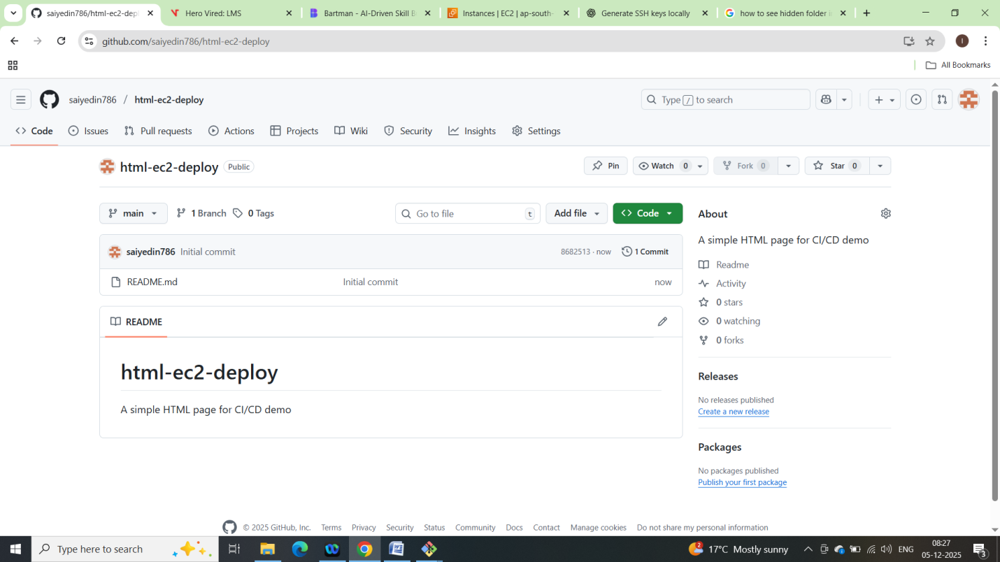 saiyedin786/html-ec2-depl
Hero Vired: LMS
Bartman - AI-Driven Skill B
Instances | EC2 | ap-south-
Generate SSH keys locally
how to see hidden folder i
github.com/saiyedin786/html-ec2-deploy
I
All Bookmarks
saiyedin786 / html-ec2-deploy
Type / to search
Code
Issues
Pull requests
Actions
Projects
Wiki
Security
Insights
Settings
html-ec2-deploy Public
Pin
Watch 0
Fork 0
Star 0
main
1 Branch
0 Tags
Go to file t
Add file
Code
saiyedin786 Initial commit 8682513 · now 1 Commit
README.md Initial commit now
README
html-ec2-deploy
A simple HTML page for CI/CD demo
About
A simple HTML page for CI/CD demo
Readme
Activity
0 stars
0 watching
0 forks
Releases
No releases published
Create a new release
Packages
No packages published
Publish your first package
© 2025 GitHub, Inc. Terms Privacy Security Status Community Docs Contact Manage cookies Do not share my personal information
Type here to search
2
17°C Mostly sunny
ENG
08:27
05-12-2025
3